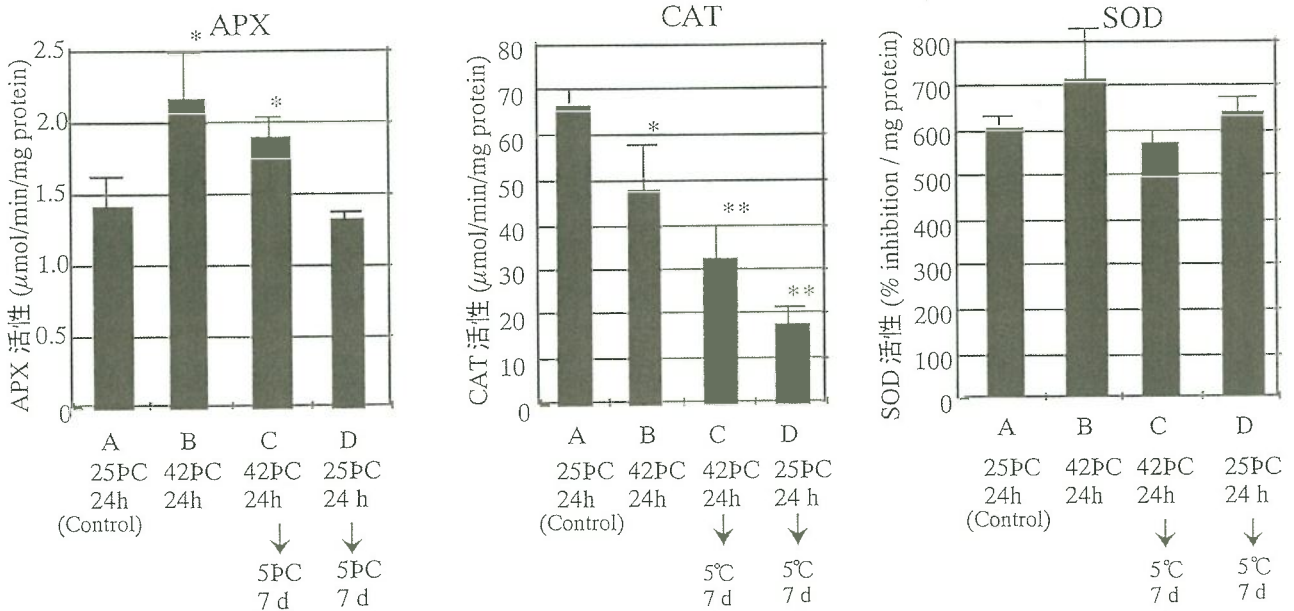 APX
*
*
2.5
2.0
1.5
1.0
0.5
0
APX 活性 (μmol/min/mg protein)
A B C D
25ÞC 42ÞC 42ÞC 25ÞC
24h 24h 24h 24 h
(Control)
5ÞC 5ÞC
7 d 7 d
CAT
*
**
**
80
70
60
50
40
30
20
10
0
CAT 活性 (μmol/min/mg protein)
A B C D
25ÞC 42ÞC 42ÞC 25ÞC
24h 24h 24h 24 h
(Control)
5℃ 5℃
7 d 7 d
SOD
800
700
600
500
400
300
200
100
0
SOD 活性 (% inhibition / mg protein)
A B C D
25ÞC 42ÞC 42ÞC 25ÞC
24h 24h 24h 24 h
(Control)
5℃ 5℃
7 d 7 d